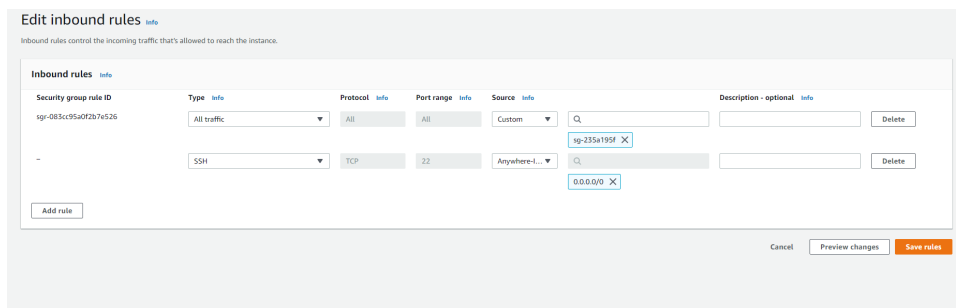 Edit inbound rules Info
Inbound rules control the incoming traffic that's allowed to reach the instance.
Inbound rules Info
Security group rule ID Type Info Protocol Info Port range Info Source Info Description - optional Info
sgr-083cc95a0f2b7e526 All traffic All All Custom Delete
sg-235a195f
– SSH TCP 22 Anywhere-I... Delete
0.0.0.0/0
Add rule
Cancel Preview changes Save rules